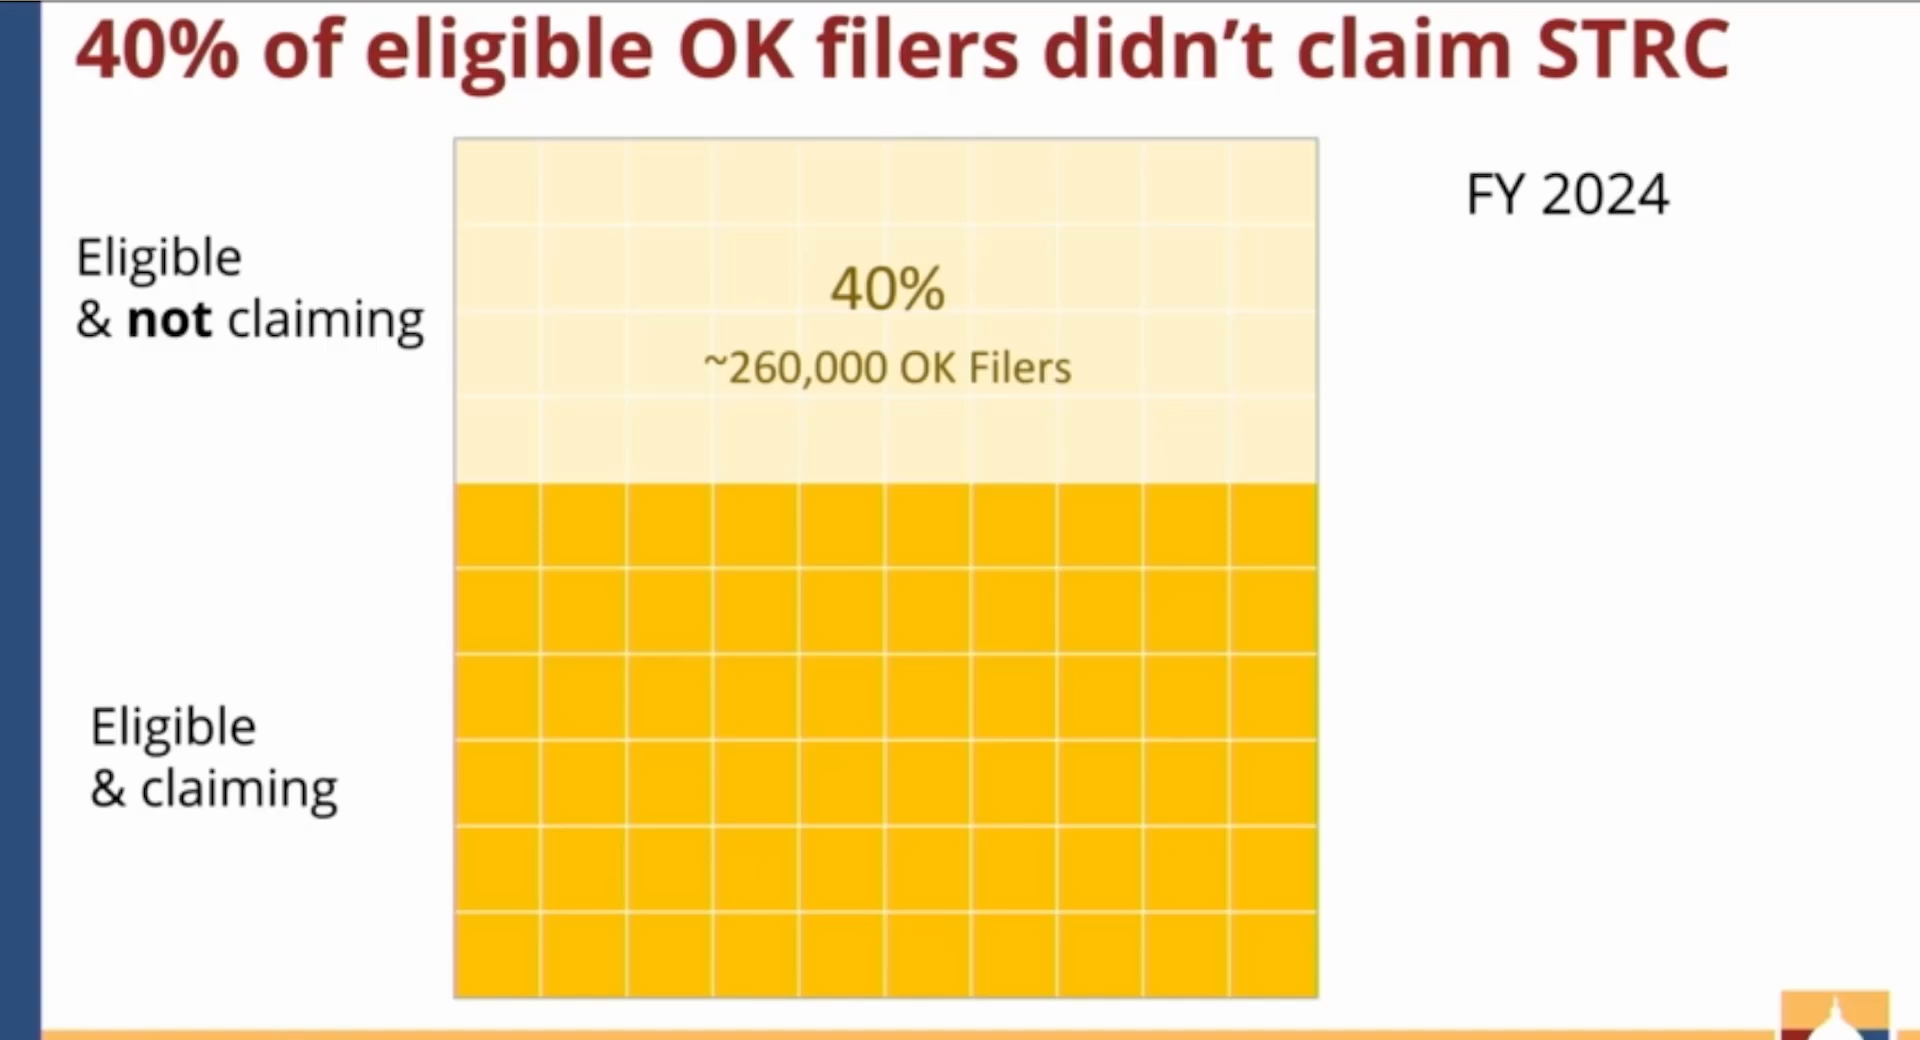 40% of eligible OK filers didn’t claim STRC
FY 2024
Eligible
& not claiming
40%
~260,000 OK Filers
Eligible
& claiming